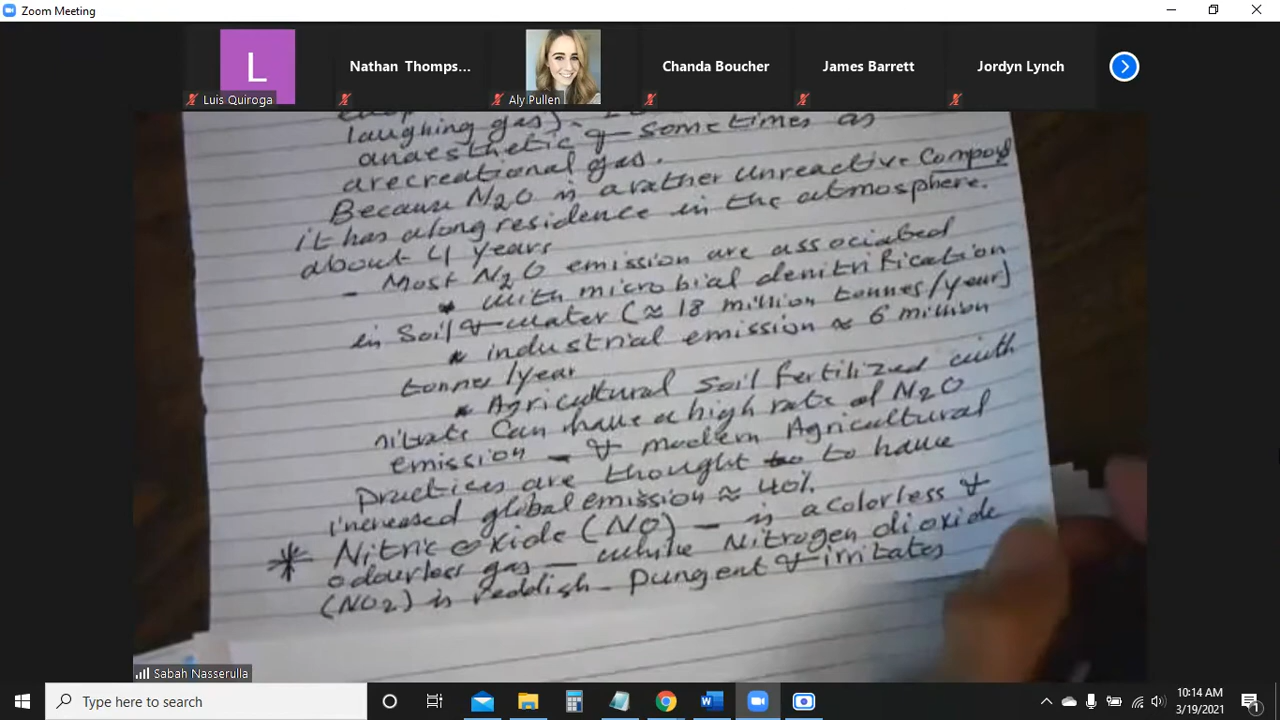 Zoom Meeting
L
Luis Quiroga
Nathan Thomps...
Aly Pullen
Chanda Boucher
James Barrett
Jordyn Lynch
laughing gas) -
anaesthetic & sometimes as
arecreational gas.
Because N2O is a rather unreactive Compoud
it has along residence in the atmosphere.
about 4 years
- Most N2O emission are associated
* with microbial denitrification
in Soil & water (≈ 18 million tonnes/year)
* industrial emission ≈ 6 million
tonnes/year
* Agricultural soil fertilized with
nitrate can have a high rate of N2O
emission - & modern Agricultural
Practices are thought to have
increased global emission ≈ 40%.
* Nitric oxide (NO) - is a colorless &
odourless gas - while Nitrogen dioxide
(NO2) is reddish - Pungent & irritates
Sabah Nasserulla
Type here to search
10:14 AM
3/19/2021
1